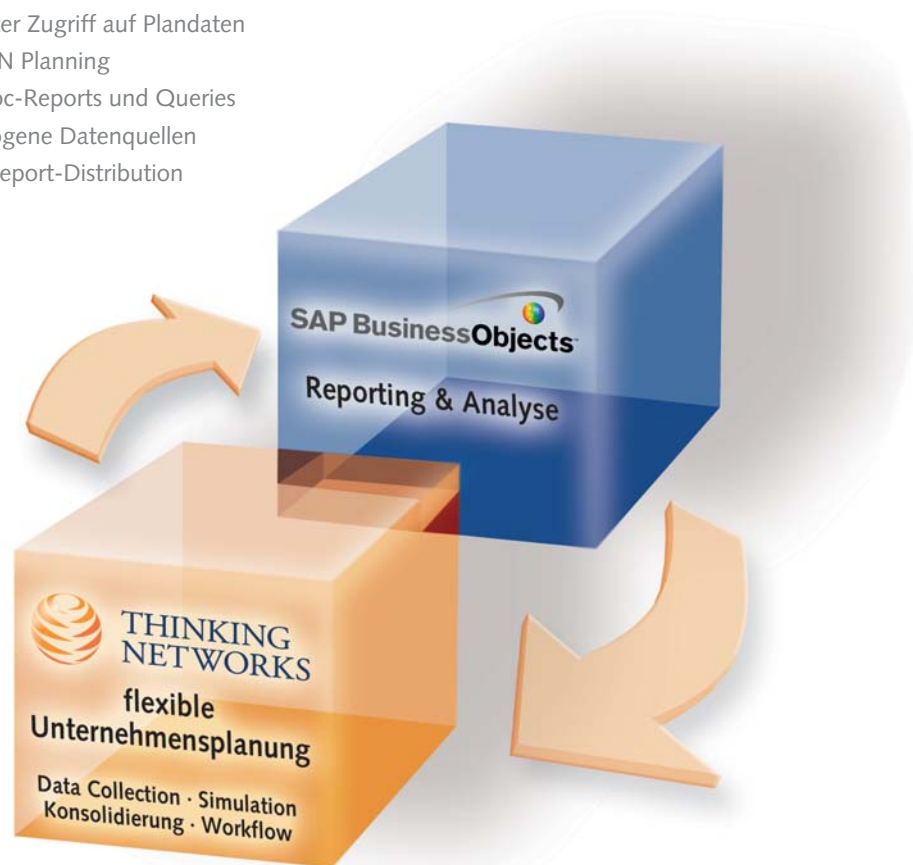 ter Zugriff auf Plandaten
N Planning
oc-Reports und Queries
ogene Datenquellen
eport-Distribution
SAP BusinessObjects
Reporting & Analyse
THINKING
NETWORKS
flexible
Unternehmensplanung
Data Collection · Simulation
Konsolidierung · Workflow